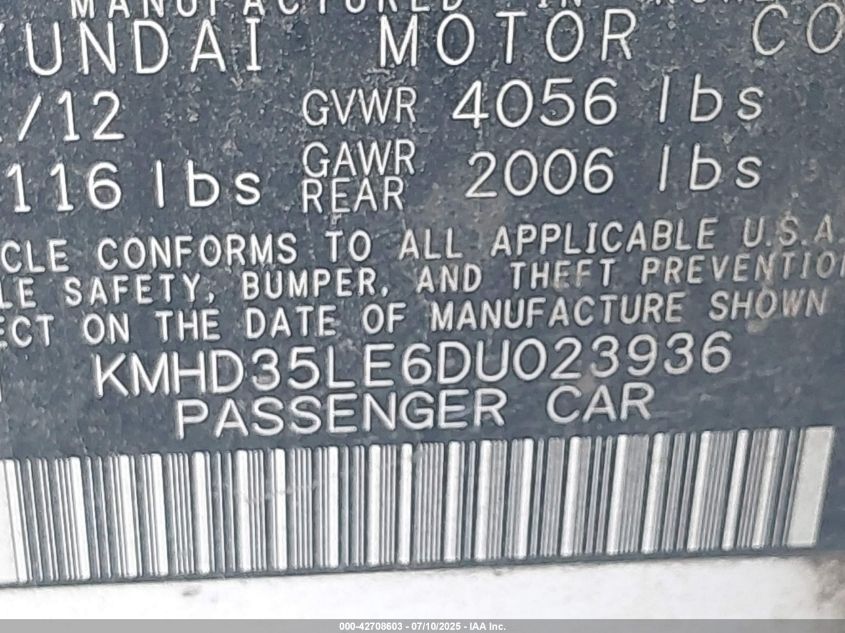 MANUFACTURED IN
YUNDAI MOTOR CO
/12 GVWR 4056 lbs
116 lbs GAWR REAR 2006 lbs
CLE CONFORMS TO ALL APPLICABLE U.S.A.
LE SAFETY, BUMPER, AND THEFT PREVENTIO
ECT ON THE DATE OF MANUFACTURE SHOWN
KMHD35LE6DU023936
PASSENGER CAR
000-42708603 - 07/10/2025 - IAA Inc.